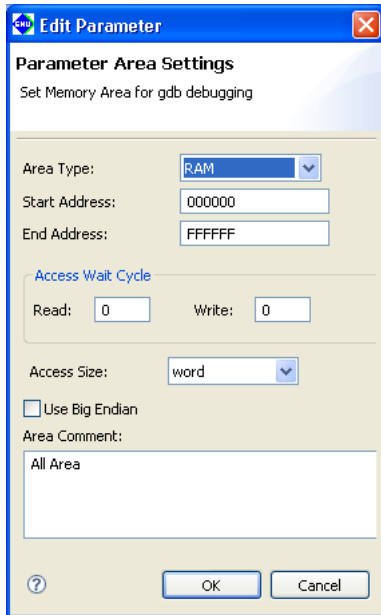 GNU Edit Parameter
Parameter Area Settings
Set Memory Area for gdb debugging
Area Type: RAM
Start Address: 000000
End Address: FFFFFF
Access Wait Cycle
Read: 0 Write: 0
Access Size: word
Use Big Endian
Area Comment:
All Area
? OK Cancel